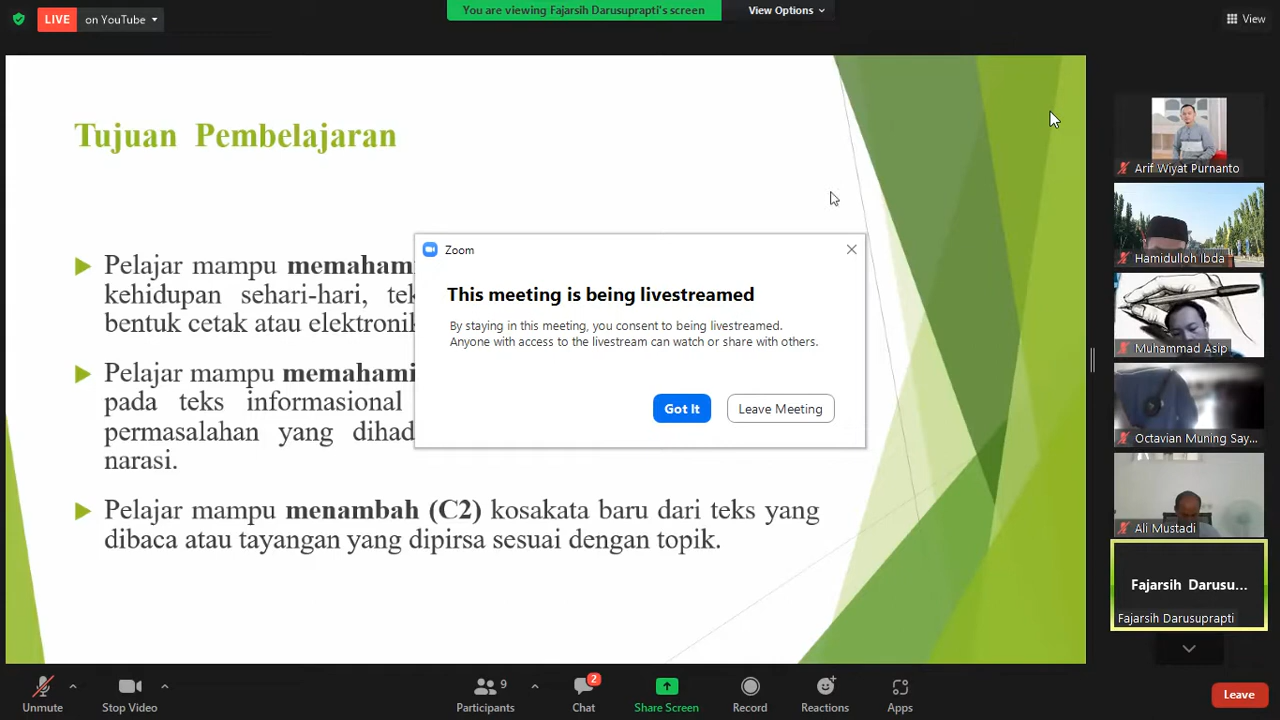 LIVE
on YouTube
You are viewing Fajarsih Darusuprapti's screen
View Options
View
Tujuan Pembelajaran
Pelajar mampu memahami
kehidupan sehari-hari,
bentuk cetak atau elektronik
Pelajar mampu memahami
pada teks informasional
permasalahan yang
narasi.
Pelajar mampu menambah (C2) kosakata baru dari teks yang
dibaca atau tayangan yang dipirsa sesuai dengan topik.
Zoom
This meeting is being livestreamed
By staying in this meeting, you consent to being livestreamed.
Anyone with access to the livestream can watch or share with others.
Got It
Leave Meeting
Arif Wiyat Purnanto
Hamidulloh Ibda
Muhammad Asip
Octavian Muning Say...
Ali Mustadi
Fajarsih Darusu...
Fajarsih Darusuprapti
Unmute
Stop Video
9
Participants
2
Chat
Share Screen
Record
Reactions
Apps
Leave